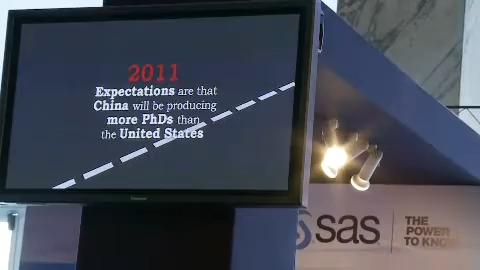 2011
Expectations are that
China will be producing
more PhDs than
the United States
Panasonic
sas
THE
POWER
TO KNOW